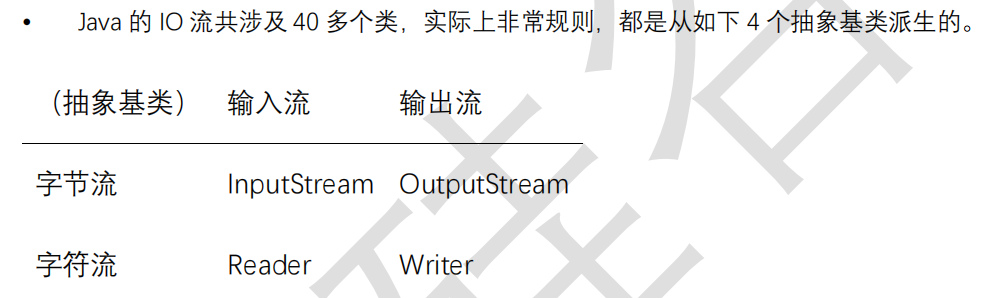 • Java 的 IO 流共涉及 40 多个类，实际上非常规则，都是从如下 4 个抽象基类派生的。
（抽象基类） 输入流 输出流
字节流 InputStream OutputStream
字符流 Reader Writer